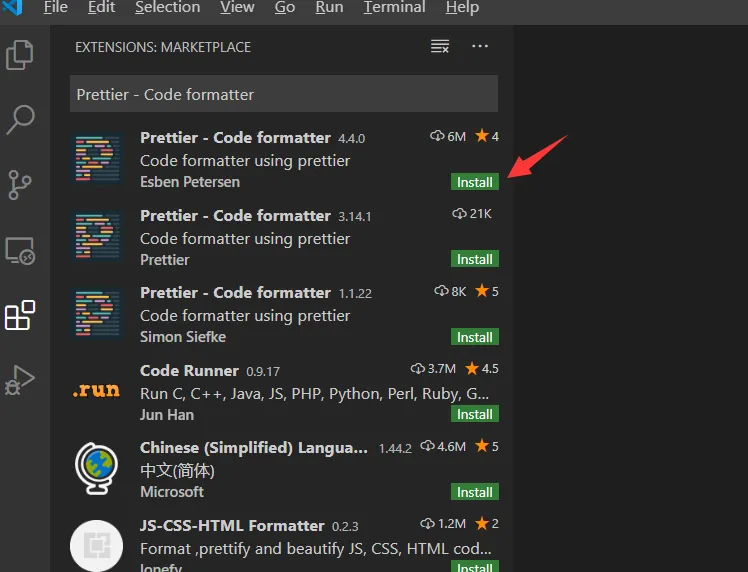 File Edit Selection View Go Run Terminal Help
EXTENSIONS: MARKETPLACE
Prettier - Code formatter
Prettier - Code formatter 4.4.0 6M 4
Code formatter using prettier
Esben Petersen Install
Prettier - Code formatter 3.14.1 21K
Code formatter using prettier
Prettier Install
Prettier - Code formatter 1.1.22 8K 5
Code formatter using prettier
Simon Siefke Install
.run
Code Runner 0.9.17 3.7M 4.5
Run C, C++, Java, JS, PHP, Python, Perl, Ruby, G...
Jun Han Install
Chinese (Simplified) Langua... 1.44.2 4.6M 5
中文(简体)
Microsoft Install
JS-CSS-HTML Formatter 0.2.3 1.2M 2
Format ,prettify and beautify JS, CSS, HTML cod...
lonefy Install